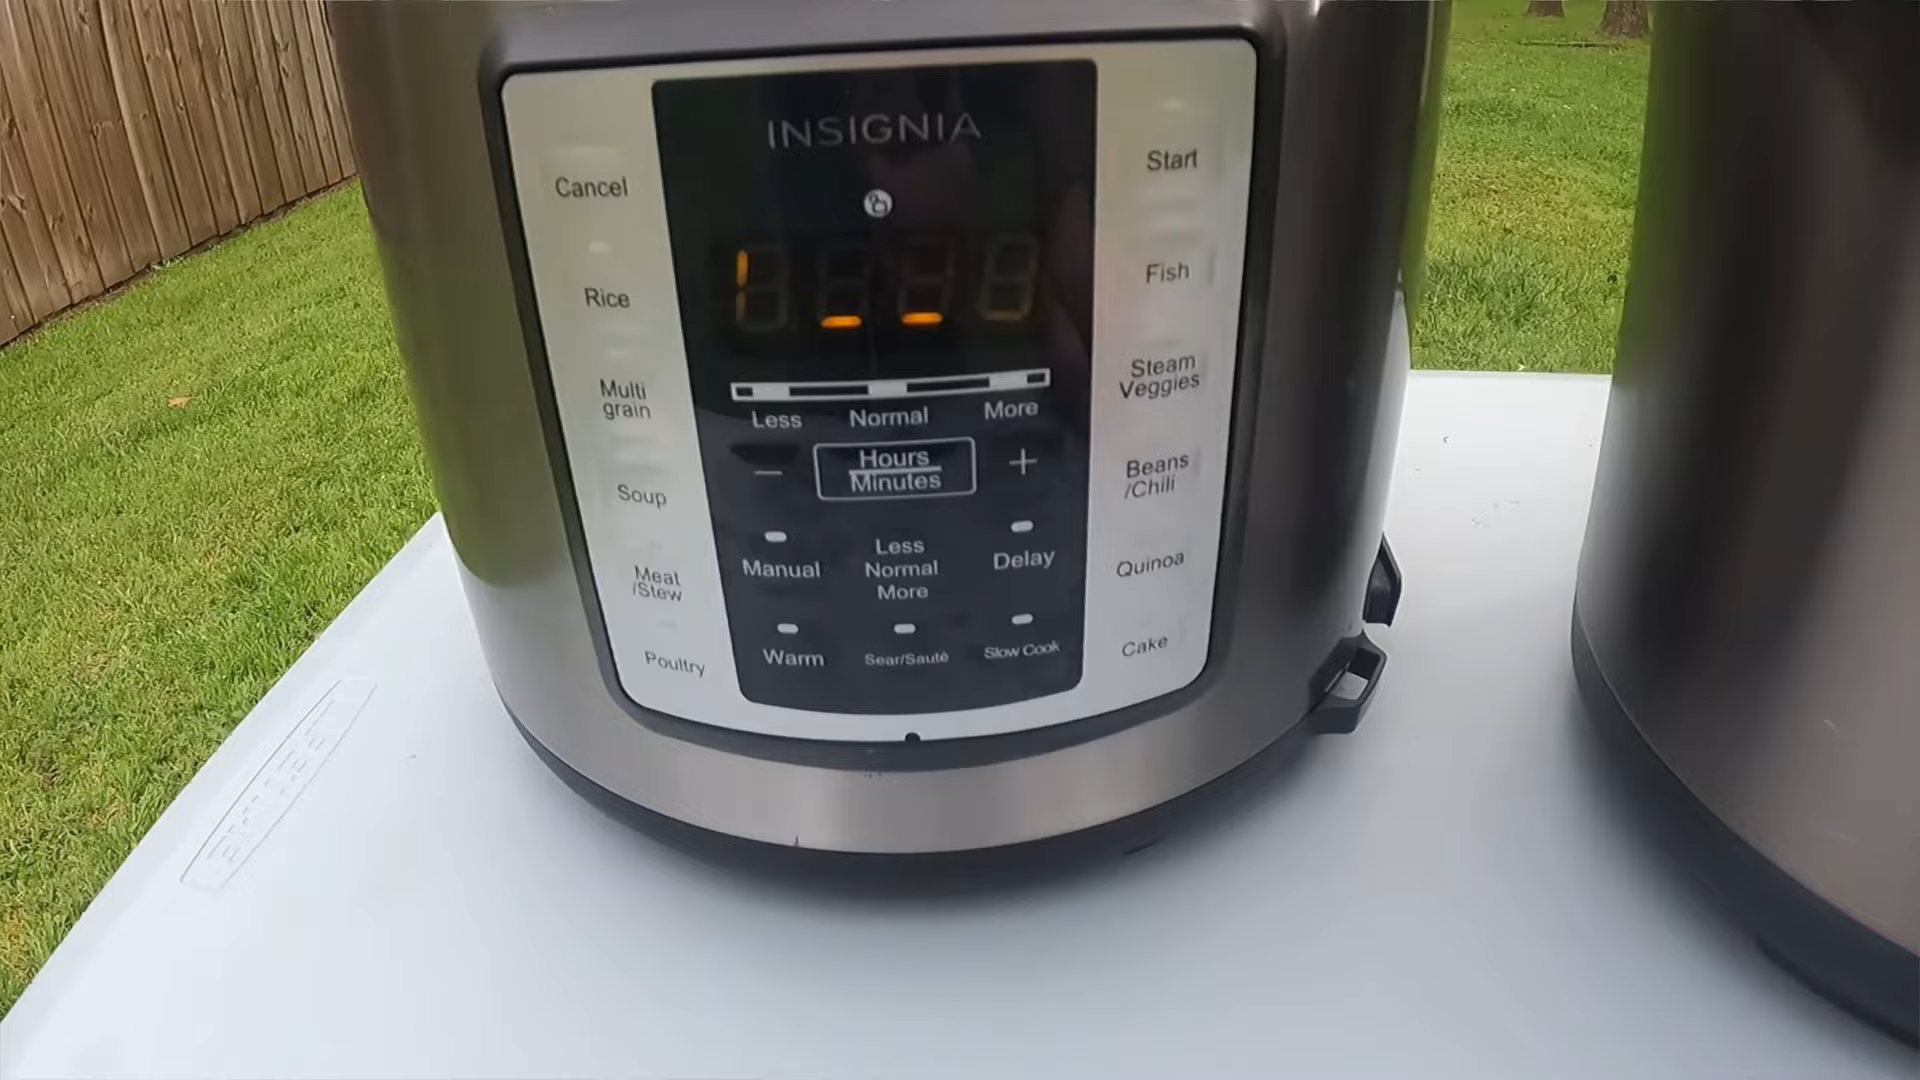 INSIGNIA
Cancel
Rice
Multi
grain
Soup
Meat
/Stew
Poultry
Less Normal More
− Hours +
Minutes
Manual
Less
Normal
More
Delay
Warm Sear/Sauté Slow Cook
Start
Fish
Steam
Veggies
Beans
/Chili
Quinoa
Cake
LIFETIME